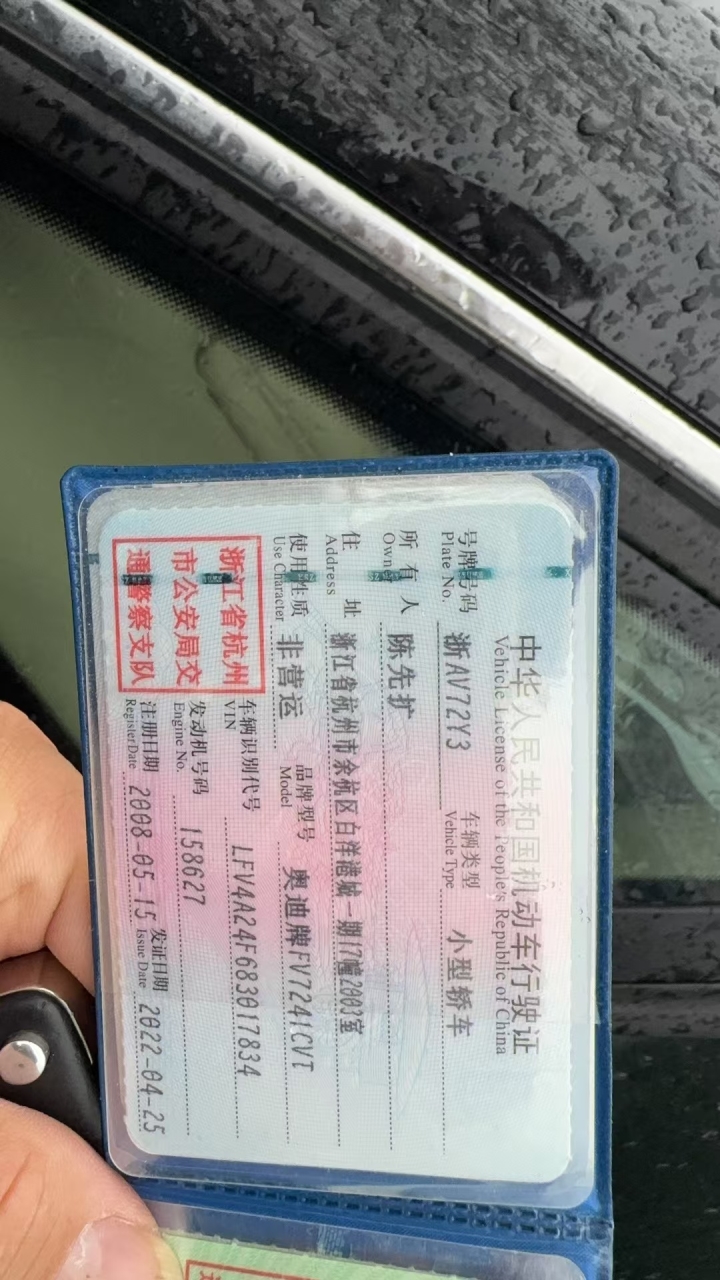 中华人民共和国机动车行驶证
Vehicle License of the People's Republic of China
号牌号码 浙AV72Y3 车辆类型 小型轿车
Plate No. Vehicle Type
所有人 陈先扩
Owner
住址 浙江省杭州市余杭区白洋港城一期17幢2003室
Address
使用性质 非营运 品牌型号 奥迪牌FV7241CVT
Use Character Model
浙江省杭州
市公安局交
通警察支队
车辆识别代号 LFV4A24F683017834
VIN
发动机号码 158627
Engine No.
注册日期 2008-05-15 发证日期 2022-04-25
Register Date Issue Date